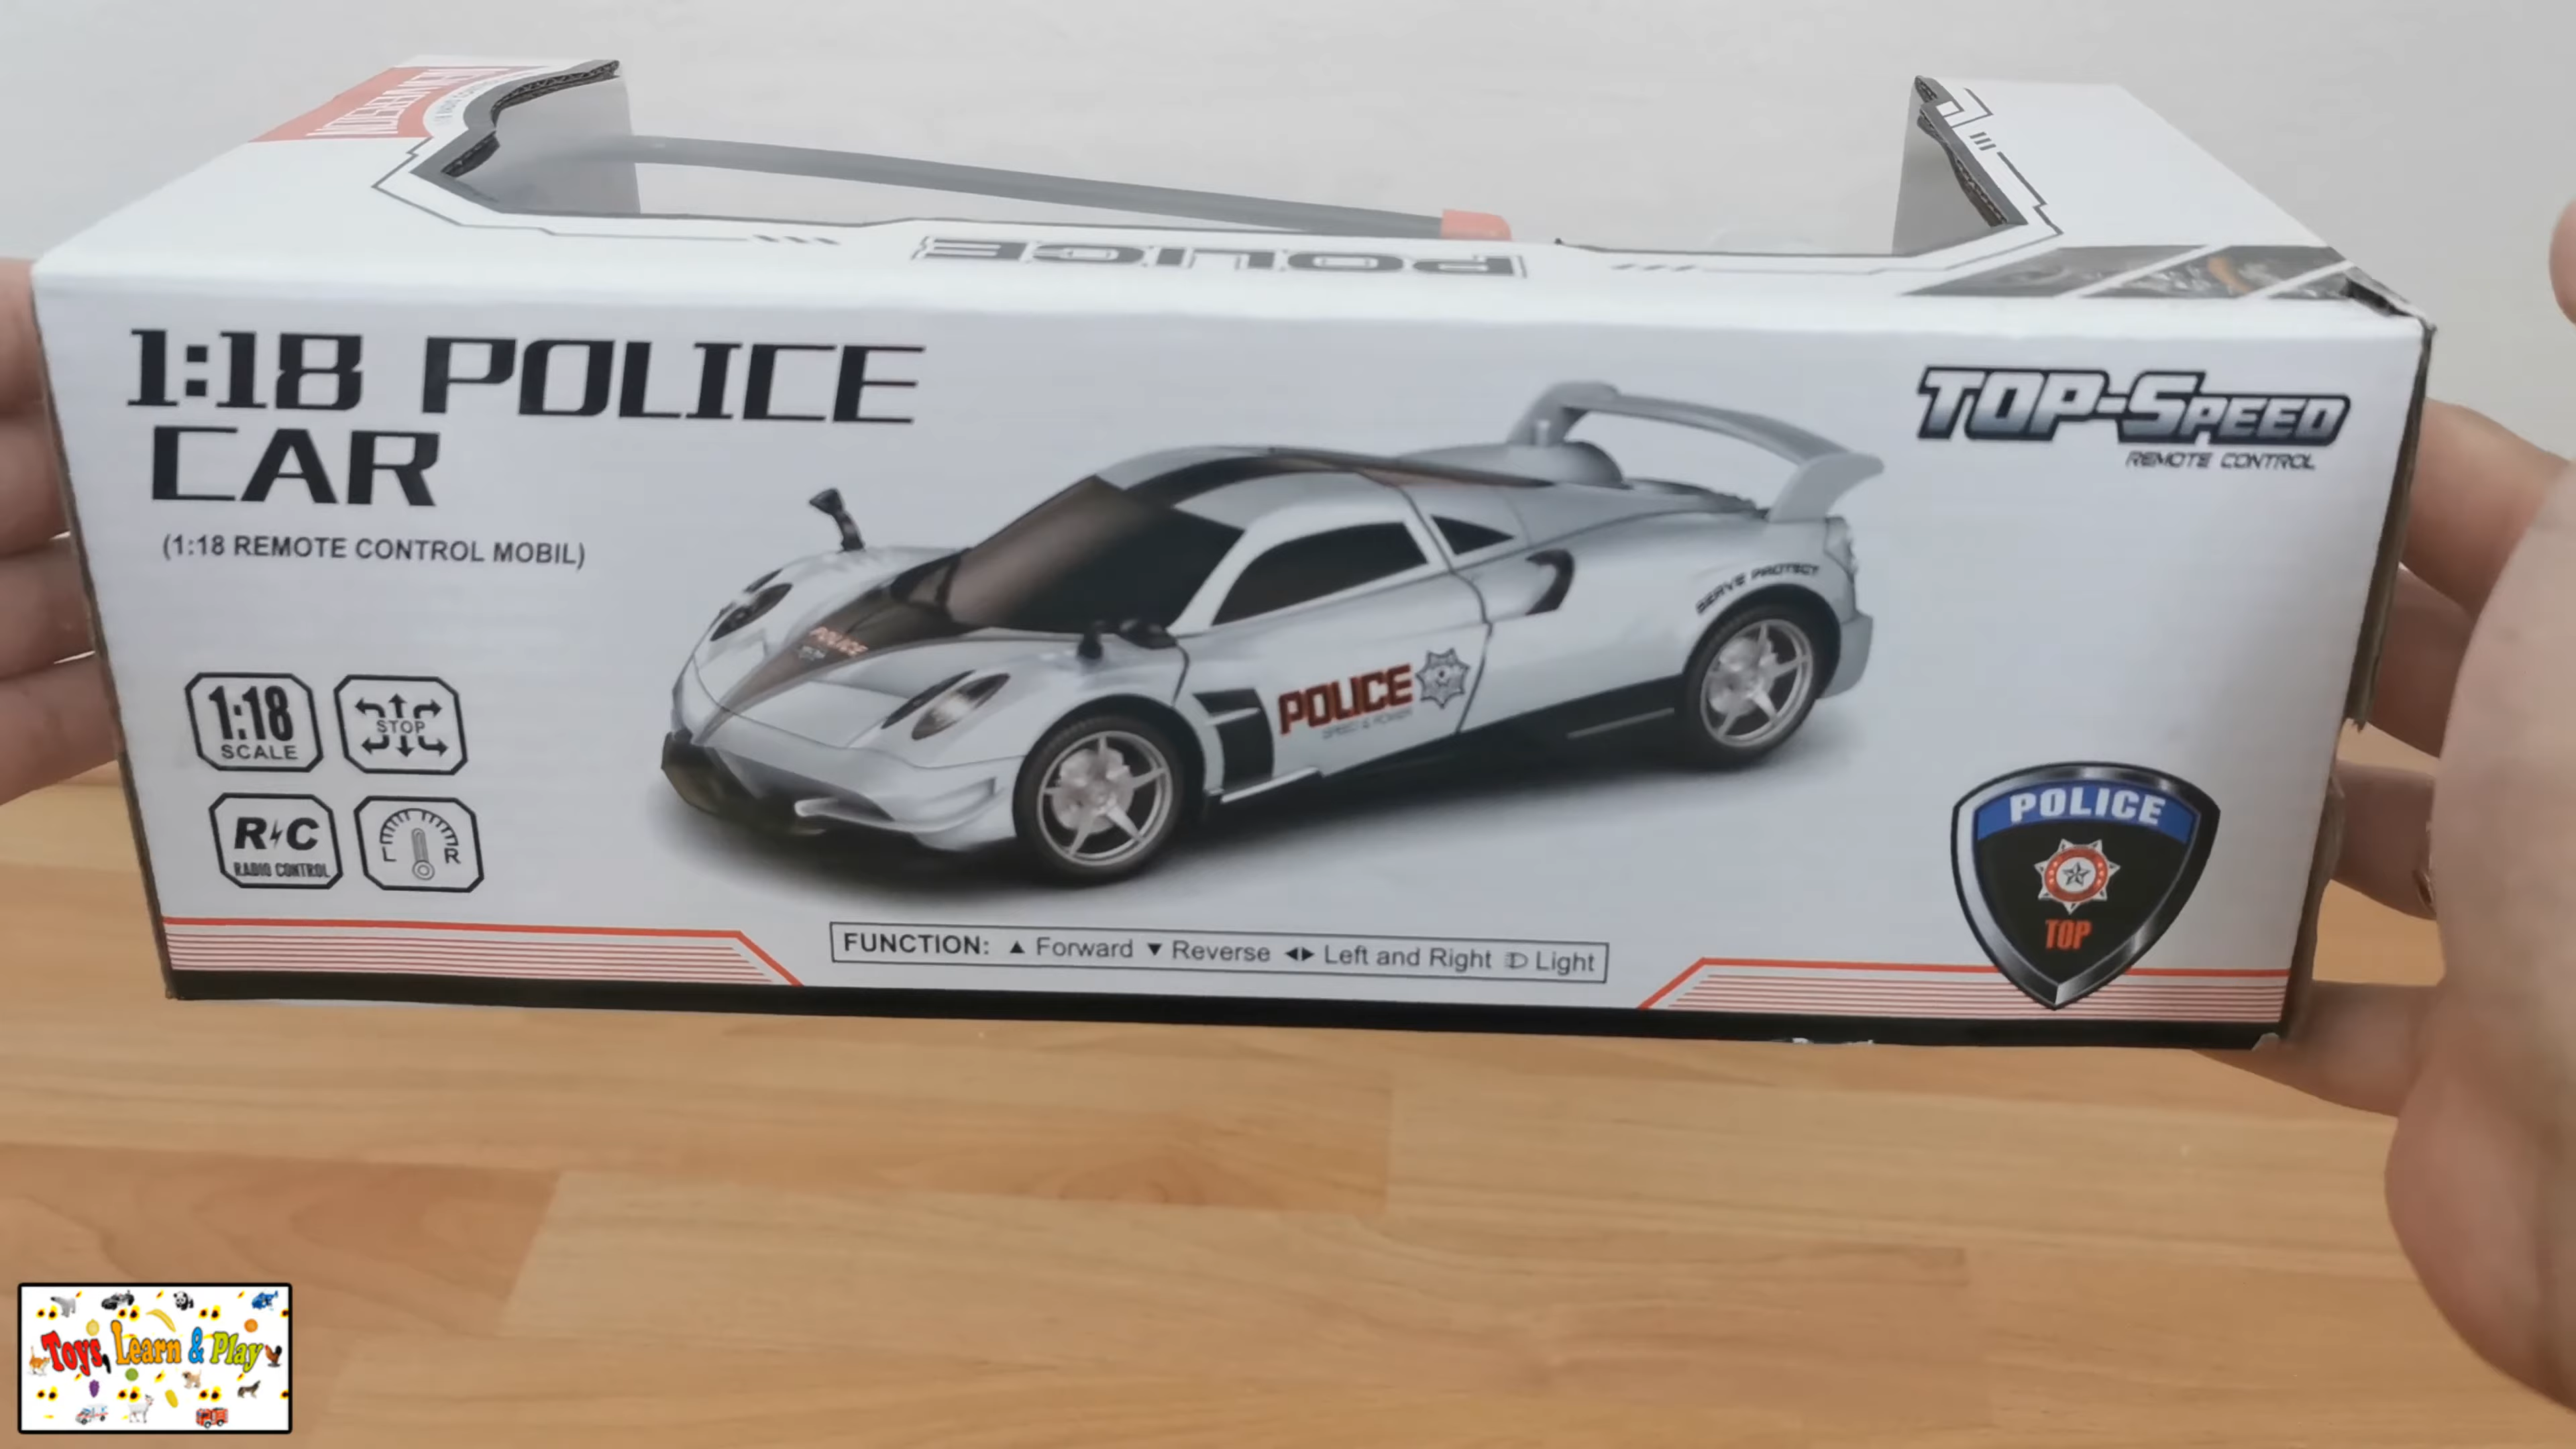 POLICE
1:18 POLICE
CAR
(1:18 REMOTE CONTROL MOBIL)
TOP-SPEED
REMOTE CONTROL
SERVE PROTECT
POLICE
POLICE
1:18
SCALE
STOP
R/C
RADIO CONTROL
L R
POLICE
TOP
FUNCTION: ▲ Forward ▼ Reverse ◀▶ Left and Right Light
Toys, Learn & Play